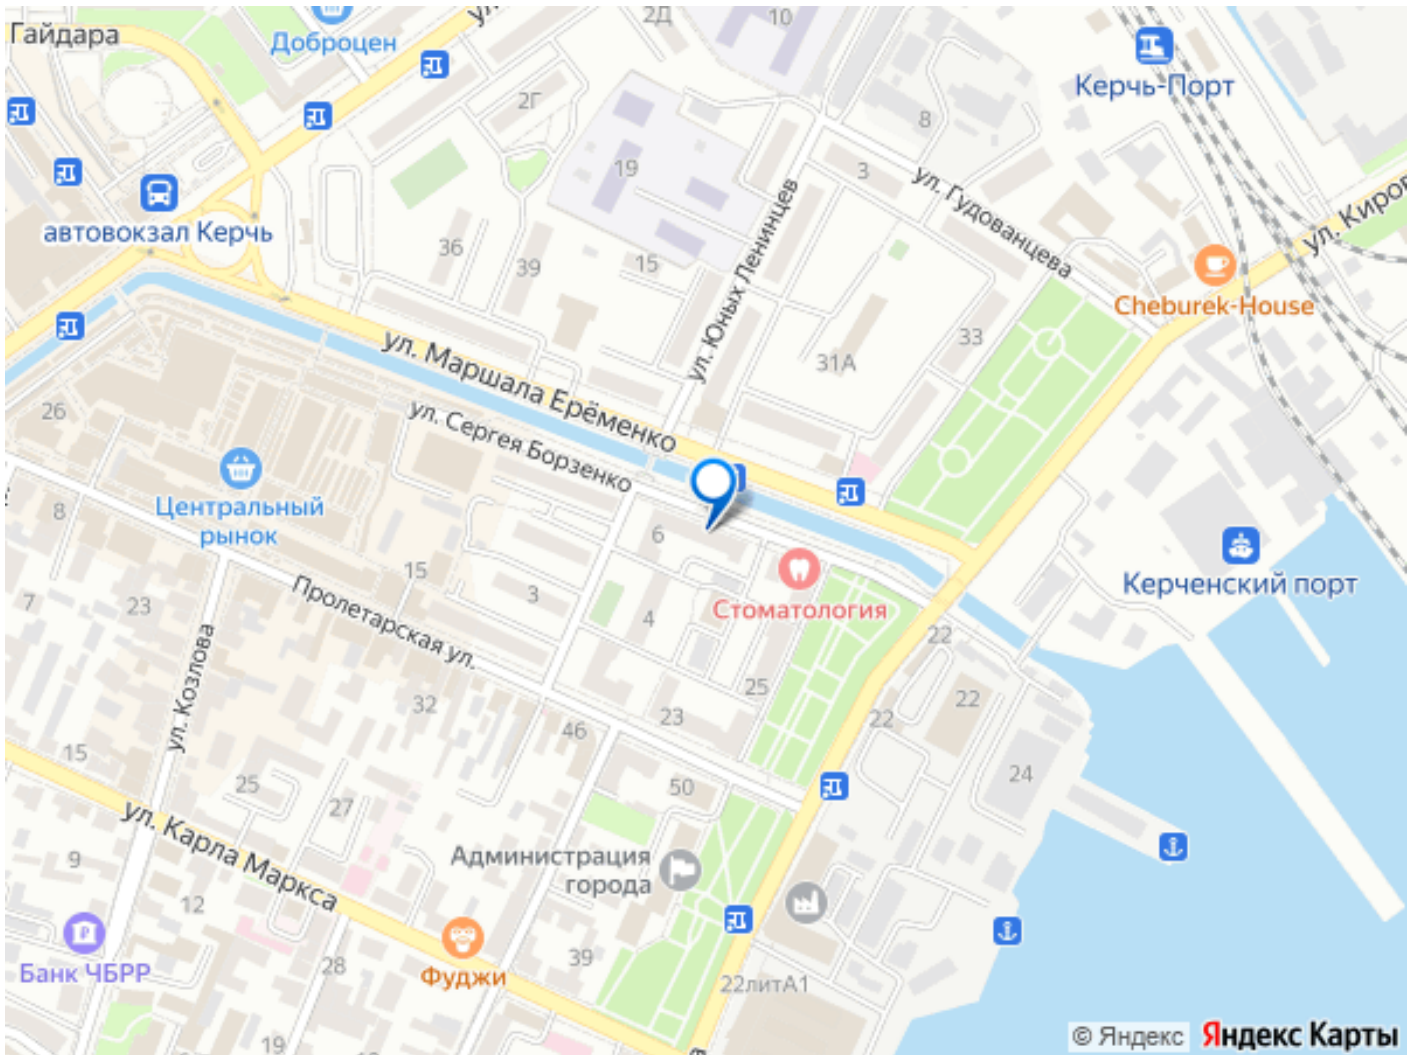 Гайдара
Доброцен
2Д
10
Керчь-Порт
2Г
8
19
3
ул. Гудованцева
ул. Киров
автовокзал Керчь
36
39
15
ул. Юных Ленинцев
Cheburek-House
33
31А
ул. Маршала Ерёменко
ул. Сергея Борзенко
26
Центральный
рынок
8
6
Керченский порт
Стоматология
15
3
4
7
23
Пролетарская ул.
ул. Козлова
22
25
22
22
32
23
46
15
25
27
50
24
ул. Карла Маркса
Администрация
города
9
12
Банк ЧБРР
28
Фуджи
39
22литА1
19
© Яндекс Яндекс Карты